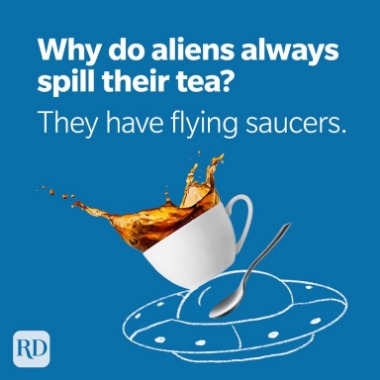 Why do aliens always
spill their tea?
They have flying saucers.
RD